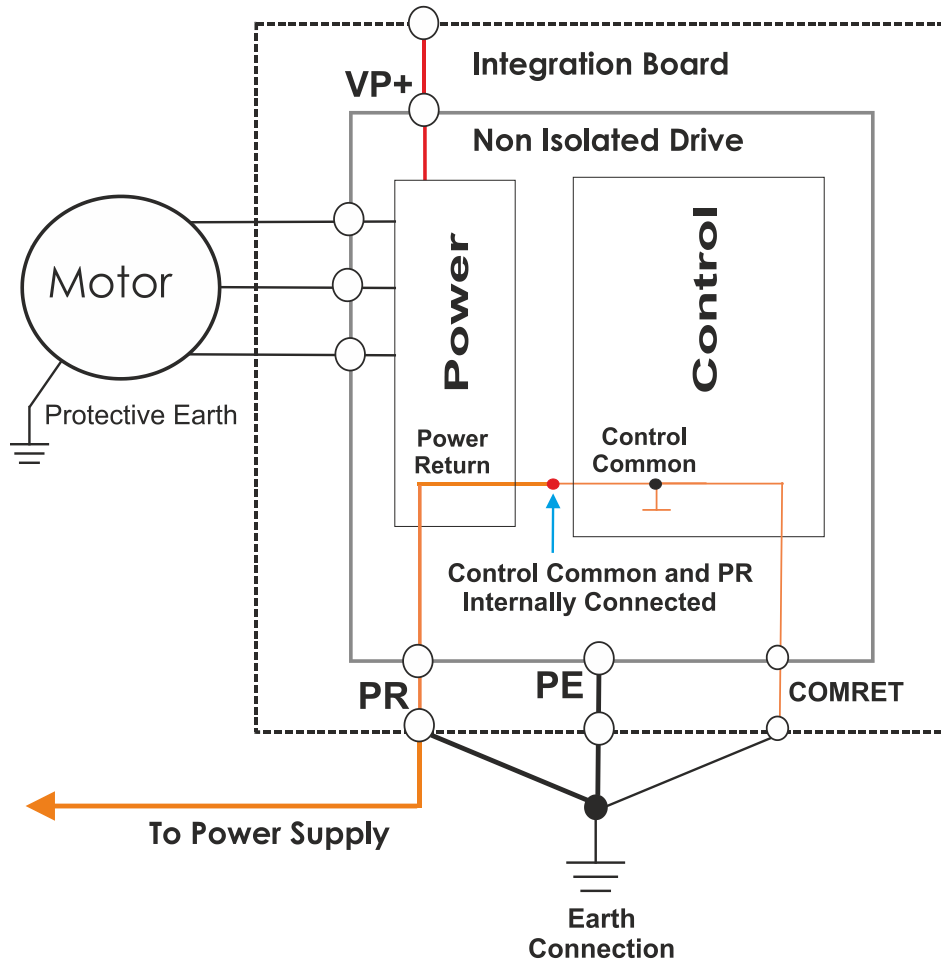 Integration Board
VP+
Non Isolated Drive
Motor
Power
Control
Protective Earth
Power
Return
Control
Common
Control Common and PR
Internally Connected
PR
PE
COMRET
To Power Supply
Earth
Connection